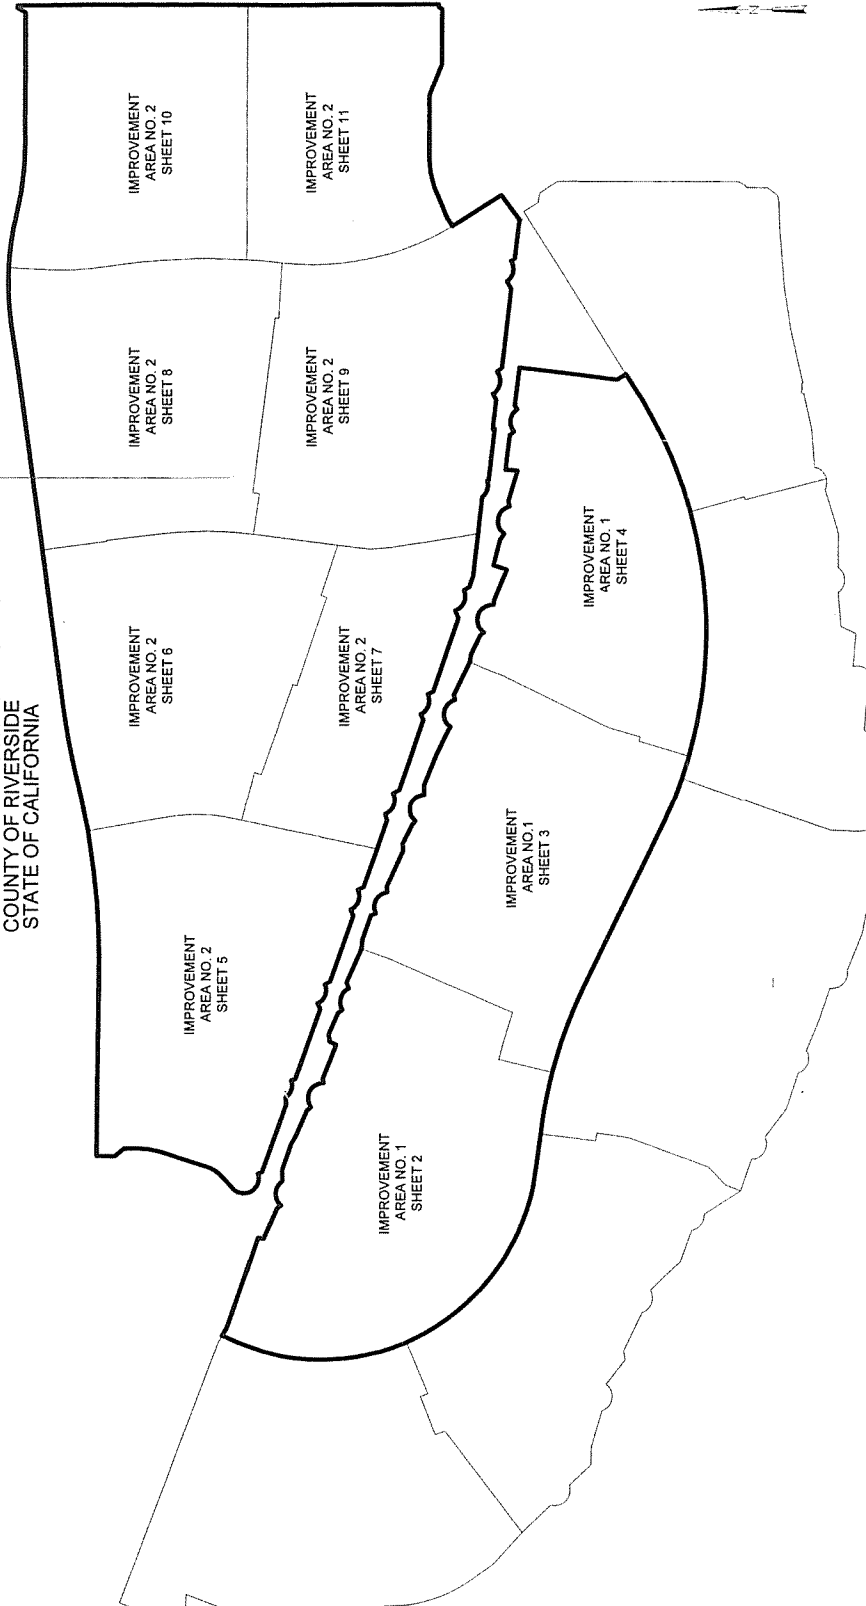 COUNTY OF RIVERSIDE
STATE OF CALIFORNIA
IMPROVEMENT
AREA NO. 2
SHEET 10
IMPROVEMENT
AREA NO. 2
SHEET 11
IMPROVEMENT
AREA NO. 2
SHEET 8
IMPROVEMENT
AREA NO. 2
SHEET 9
IMPROVEMENT
AREA NO. 2
SHEET 6
IMPROVEMENT
AREA NO. 2
SHEET 7
IMPROVEMENT
AREA NO. 2
SHEET 5
IMPROVEMENT
AREA NO. 1
SHEET 4
IMPROVEMENT
AREA NO.1
SHEET 3
IMPROVEMENT
AREA NO. 1
SHEET 2
N